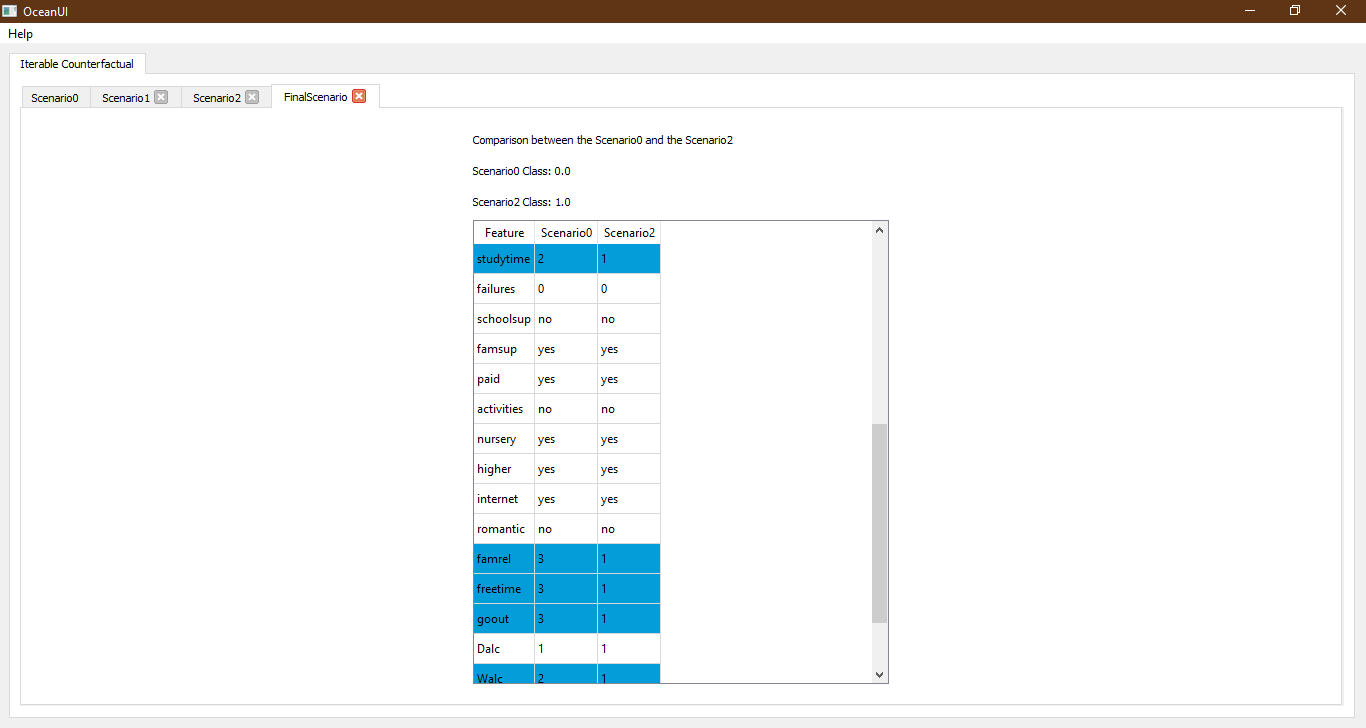 OceanUI
Help
Iterable Counterfactual
Scenario0 Scenario1 Scenario2 FinalScenario
Comparison between the Scenario0 and the Scenario2
Scenario0 Class: 0.0
Scenario2 Class: 1.0
Feature Scenario0 Scenario2
studytime 2 1
failures 0 0
schoolsup no no
famsup yes yes
paid yes yes
activities no no
nursery yes yes
higher yes yes
internet yes yes
romantic no no
famrel 3 1
freetime 3 1
goout 3 1
Dalc 1 1
Walc 2 1